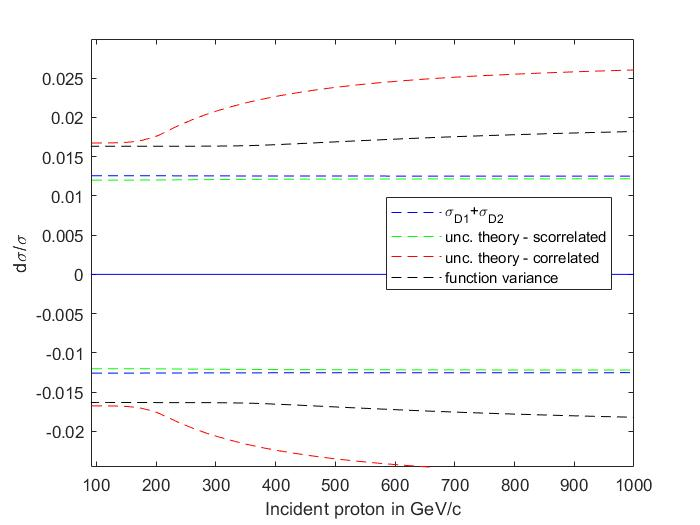 0.025
0.02
0.015
0.01
0.005
0
-0.005
-0.01
-0.015
-0.02
dσ/σ
σD1+σD2
unc. theory - scorrelated
unc. theory - correlated
function variance
100 200 300 400 500 600 700 800 900 1000
Incident proton in GeV/c